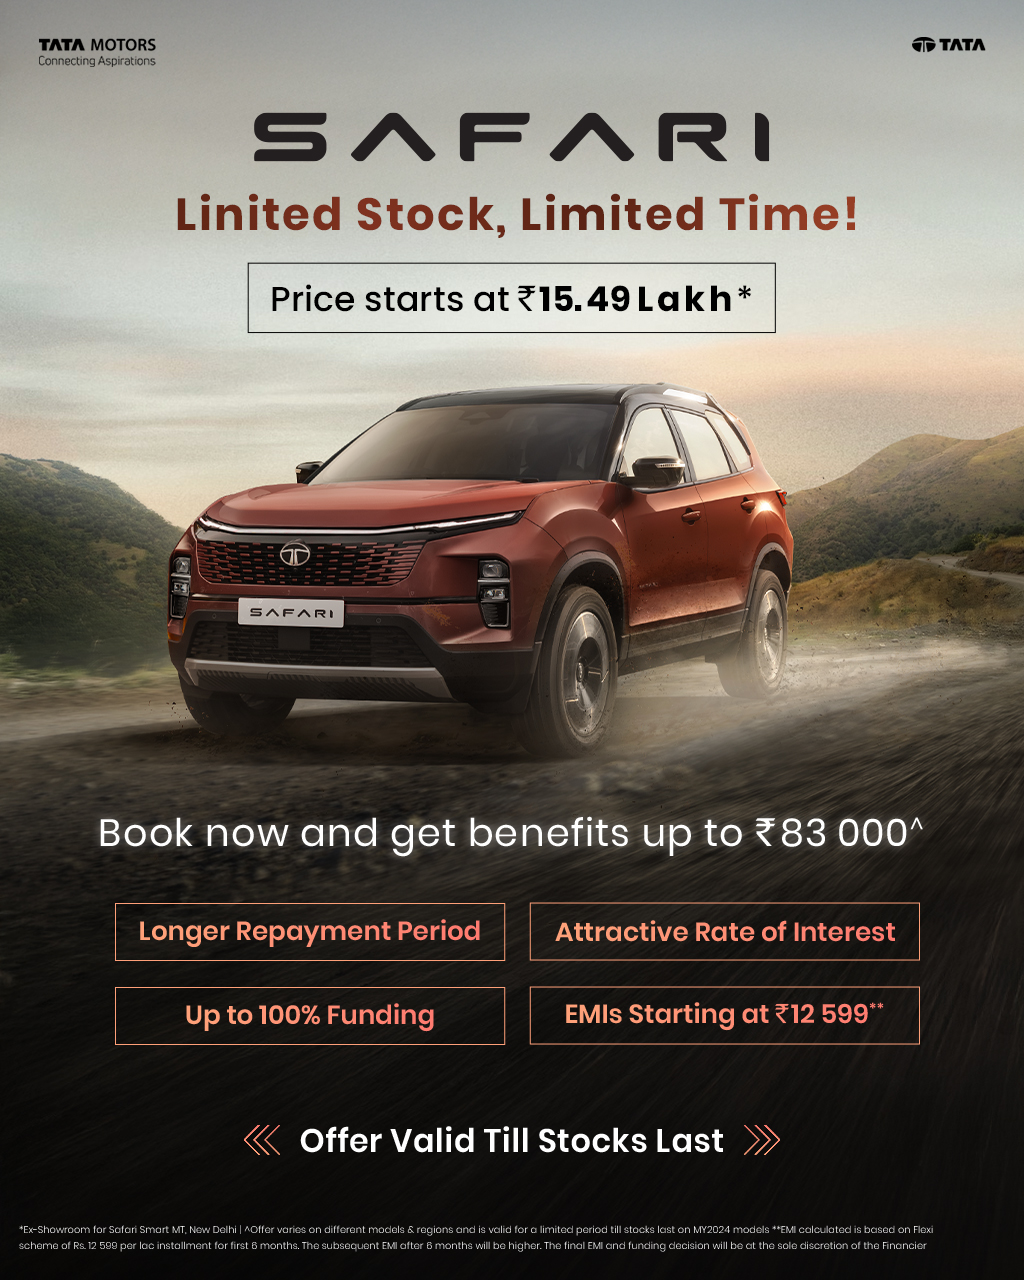 TATA MOTORS
Connecting Aspirations
TATA
SAFARI
Linited Stock, Limited Time!
Price starts at ₹15.49 Lakh*
SAFARI
Book now and get benefits up to ₹83 000^
Longer Repayment Period
Attractive Rate of Interest
Up to 100% Funding
EMIs Starting at ₹12 599**
Offer Valid Till Stocks Last
*Ex-Showroom for Safari Smart MT, New Delhi | ^Offer varies on different models & regions and is valid for a limited period till stocks last on MY2024 models **EMI calculated is based on Flexi
scheme of Rs. 12 599 per lac installment for first 6 months. The subsequent EMI after 6 months will be higher. The final EMI and funding decision will be at the sole discretion of the Financier